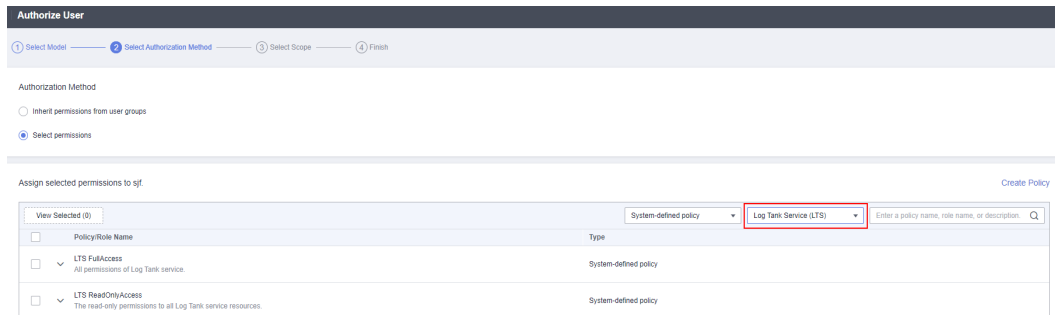 Authorize User
1 Select Model 2 Select Authorization Method 3 Select Scope 4 Finish
Authorization Method
Inherit permissions from user groups
Select permissions
Assign selected permissions to sjf. Create Policy
View Selected (0) System-defined policy Log Tank Service (LTS) Enter a policy name, role name, or description.
Policy/Role Name Type
LTS FullAccess
All permissions of Log Tank service. System-defined policy
LTS ReadOnlyAccess
The read-only permissions to all Log Tank service resources. System-defined policy